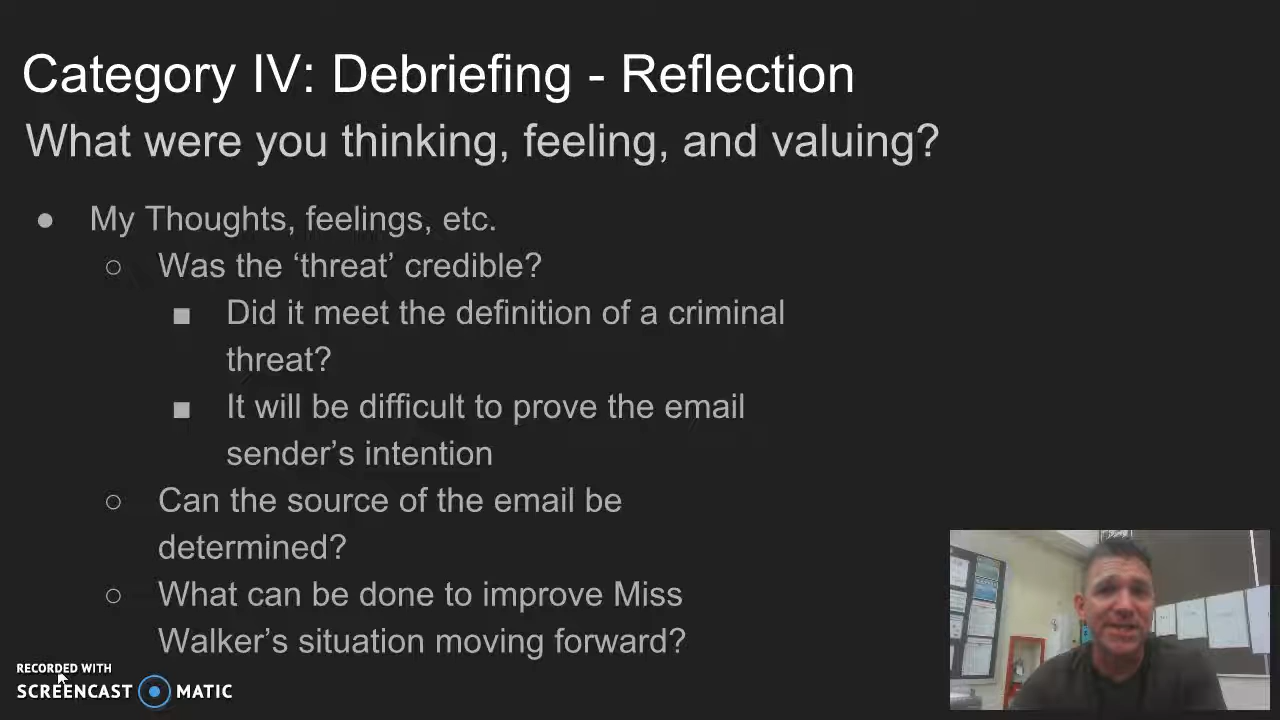 Category IV: Debriefing - Reflection
What were you thinking, feeling, and valuing?
● My Thoughts, feelings, etc.
○ Was the ‘threat’ credible?
■ Did it meet the definition of a criminal
threat?
■ It will be difficult to prove the email
sender’s intention
○ Can the source of the email be
determined?
○ What can be done to improve Miss
Walker’s situation moving forward?
RECORDED WITH
SCREENCAST MATIC